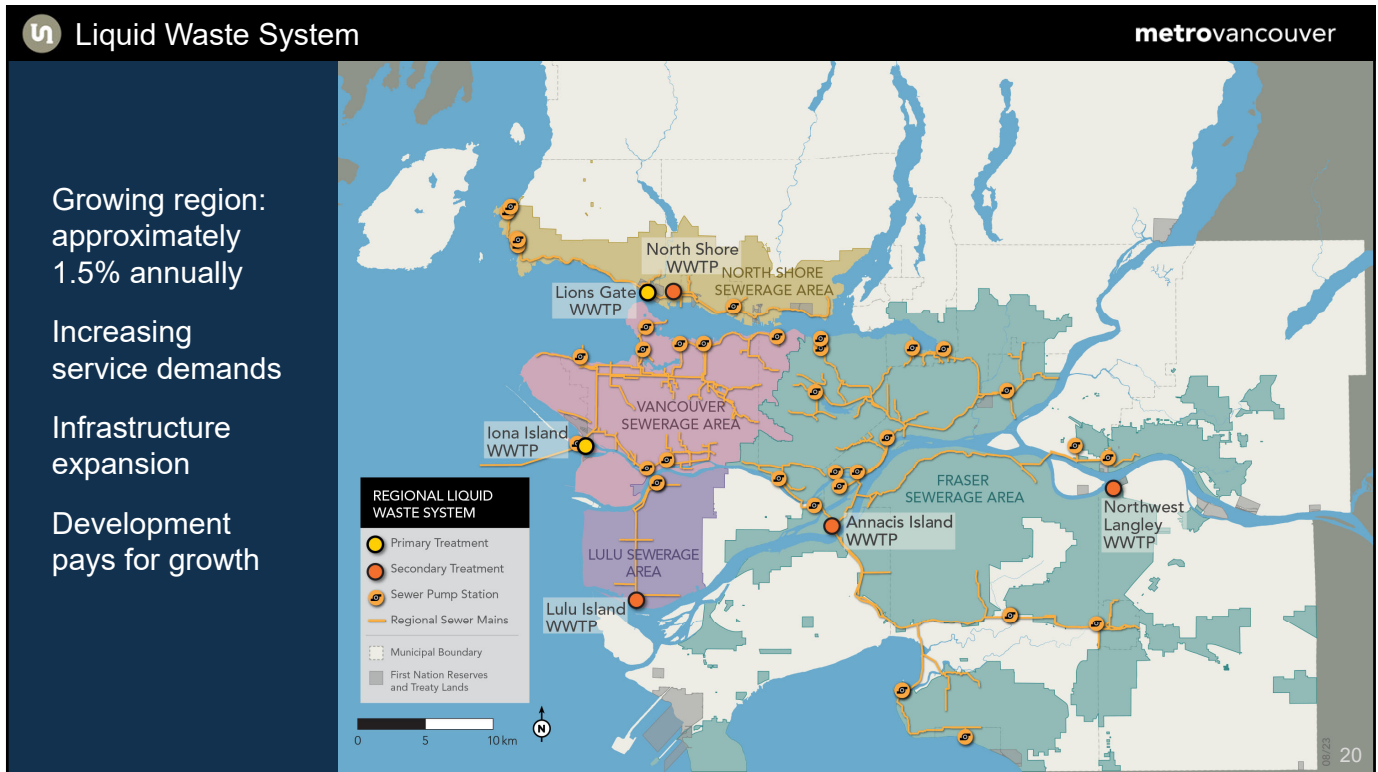 Liquid Waste System
metrovancouver
Growing region:
approximately
1.5% annually
Increasing
service demands
Infrastructure
expansion
Development
pays for growth
North Shore
WWTP
NORTH SHORE
SEWERAGE AREA
Lions Gate
WWTP
VANCOUVER
SEWERAGE AREA
Iona Island
WWTP
FRASER
SEWERAGE AREA
Northwest
Langley
WWTP
Annacis Island
WWTP
LULU SEWERAGE
AREA
Lulu Island
WWTP
REGIONAL LIQUID
WASTE SYSTEM
Primary Treatment
Secondary Treatment
Sewer Pump Station
Regional Sewer Mains
Municipal Boundary
First Nation Reserves
and Treaty Lands
0 5 10 km
N
08/23
20